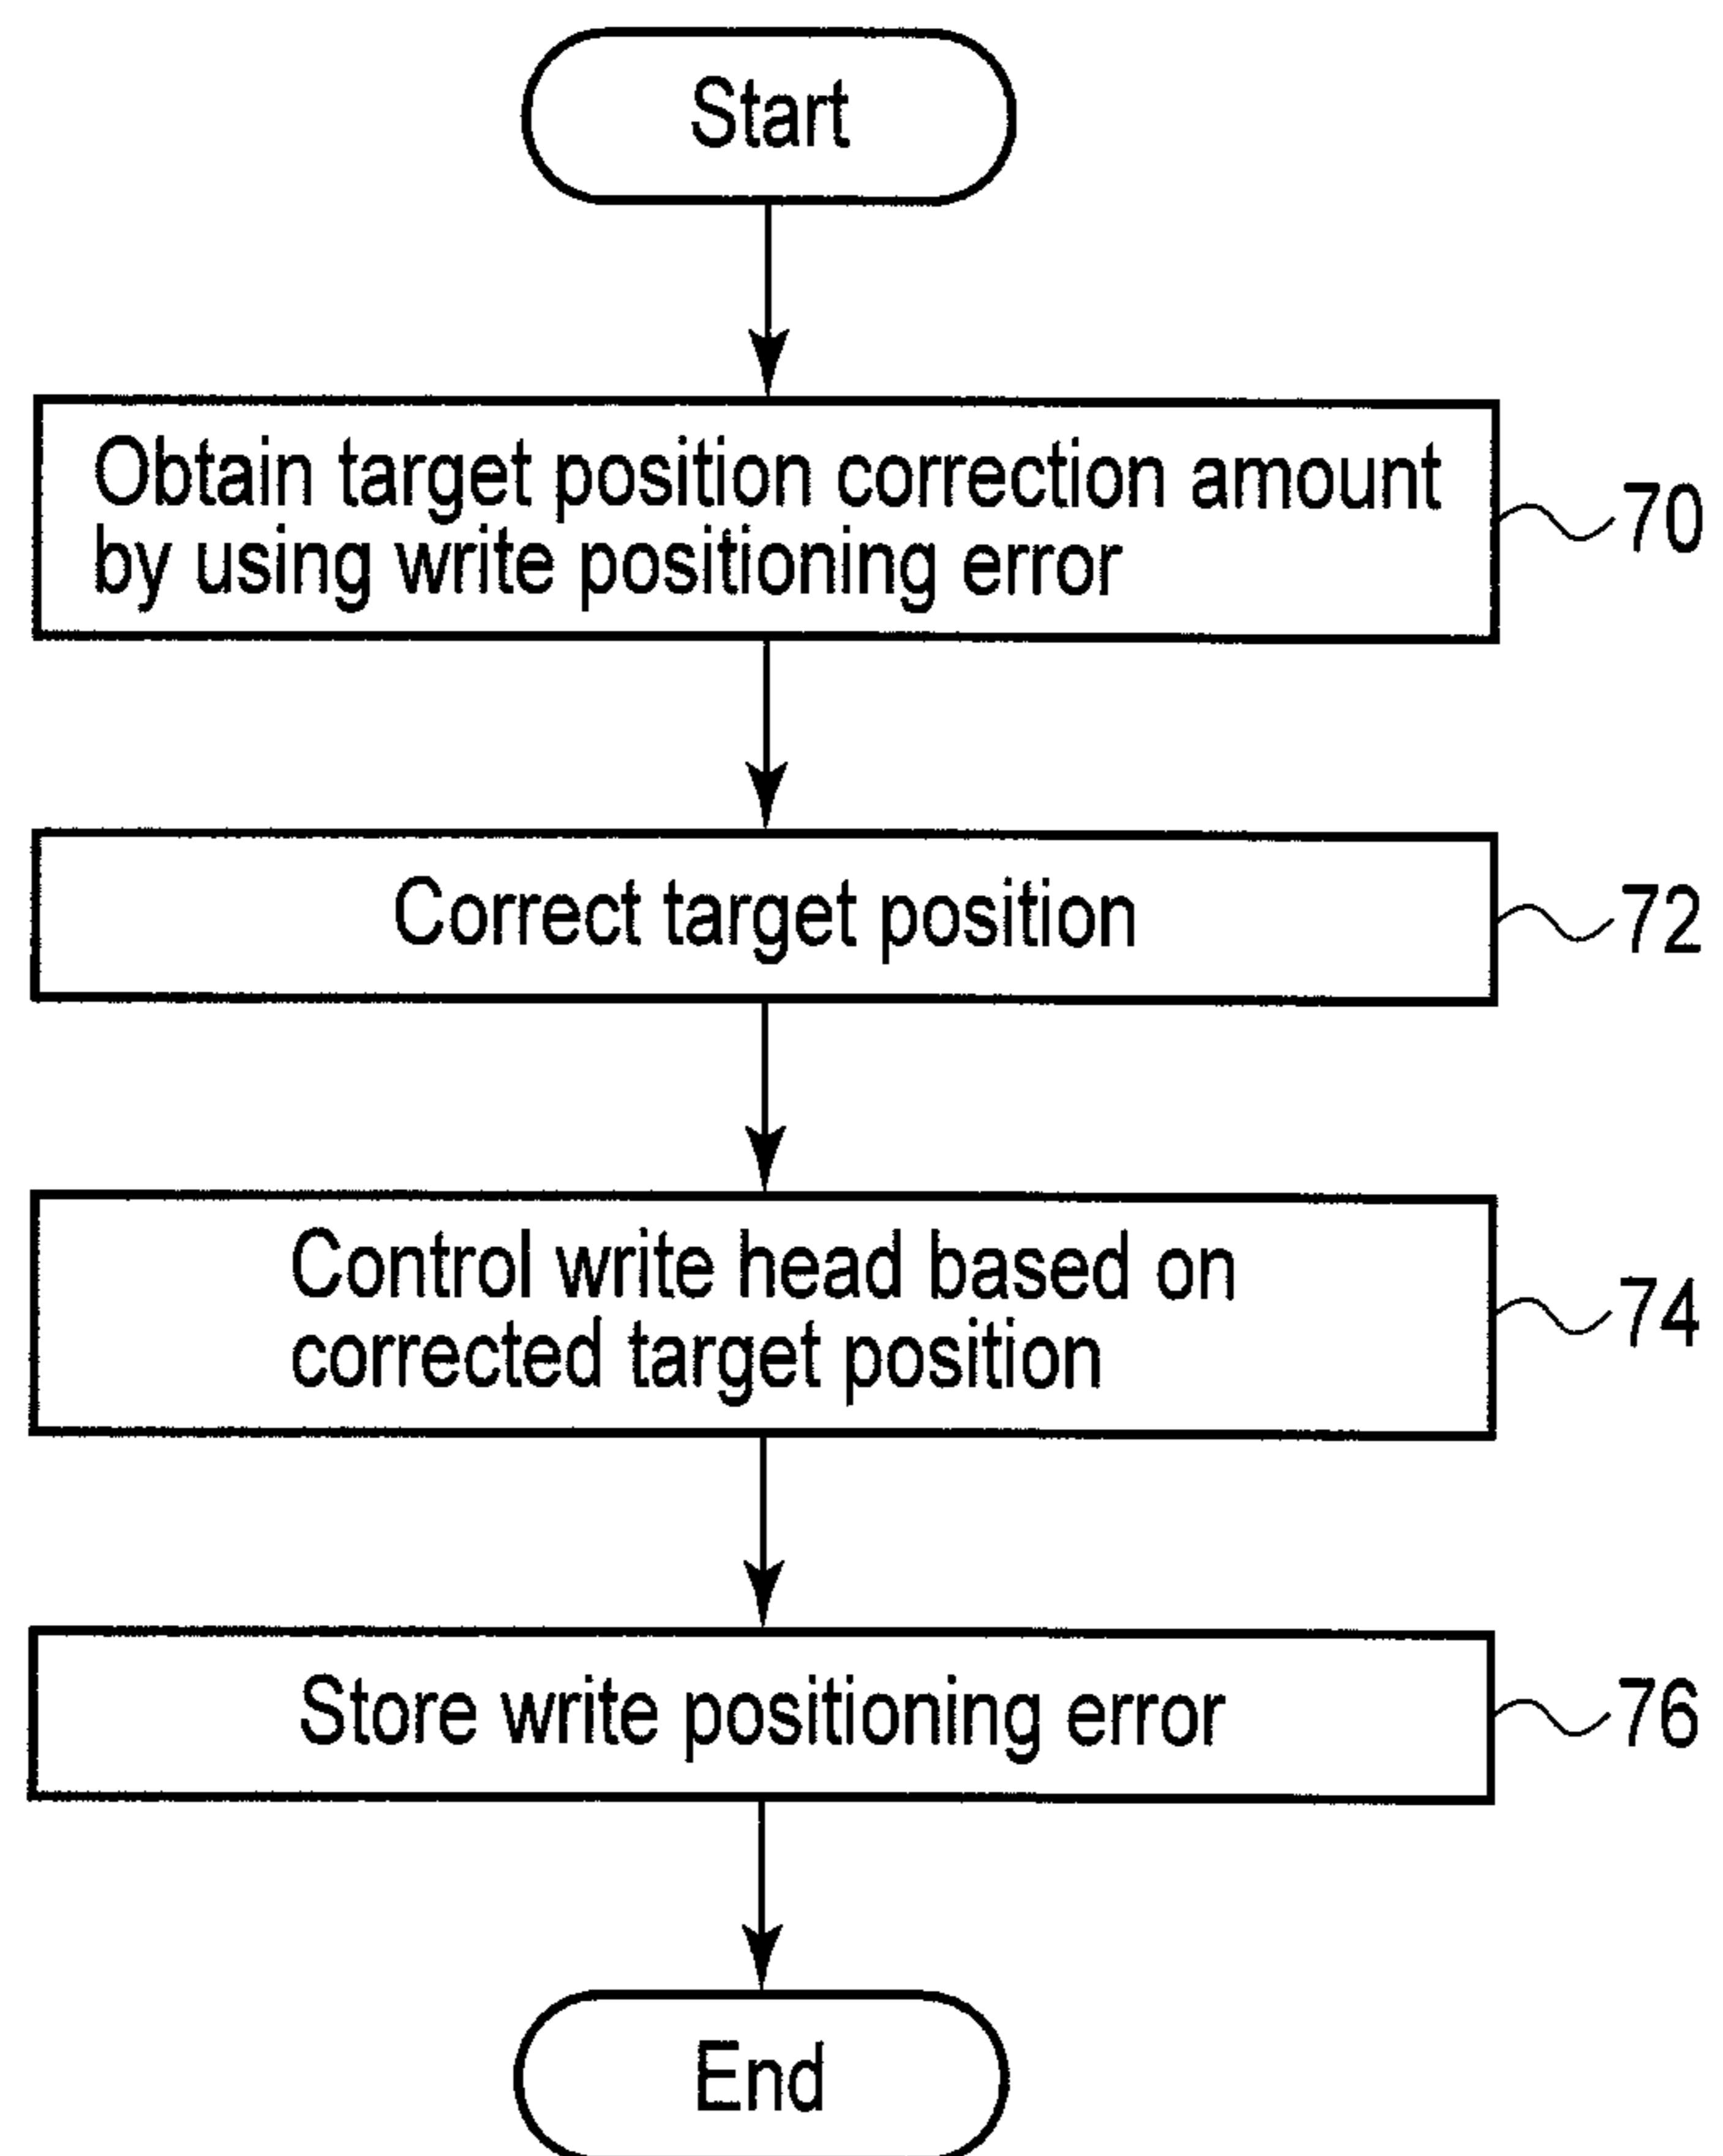 Start
Obtain target position correction amount
by using write positioning error
70
Correct target position
72
Control write head based on
corrected target position
74
Store write positioning error
76
End